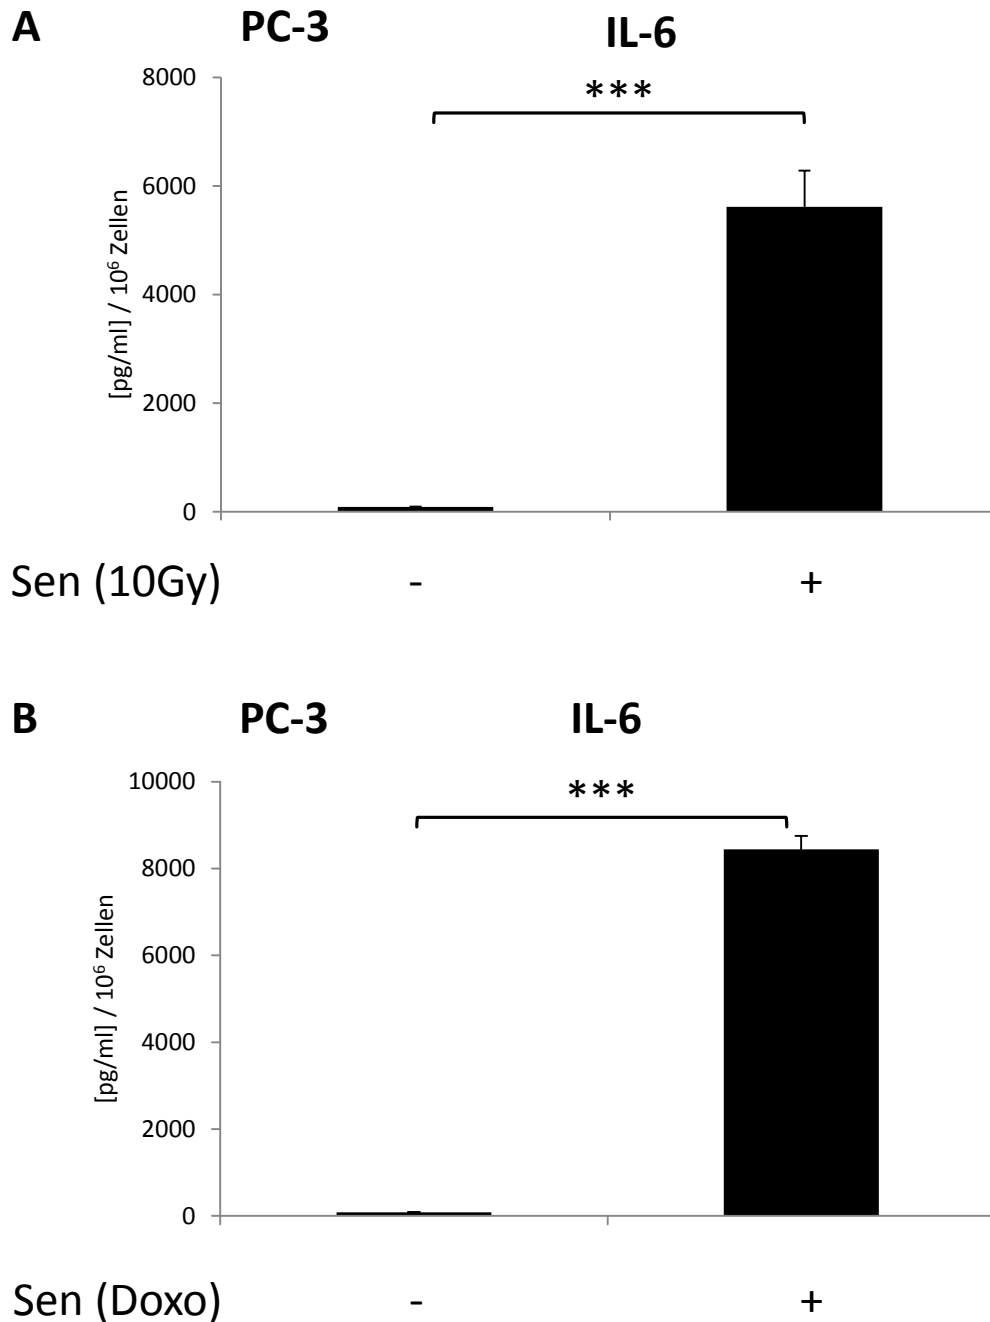 A PC-3 IL-6
***
8000
6000
4000
2000
0
[pg/ml] / 10⁶ Zellen
Sen (10Gy) - +
B PC-3 IL-6
***
10000
8000
6000
4000
2000
0
[pg/ml] / 10⁶ Zellen
Sen (Doxo) - +